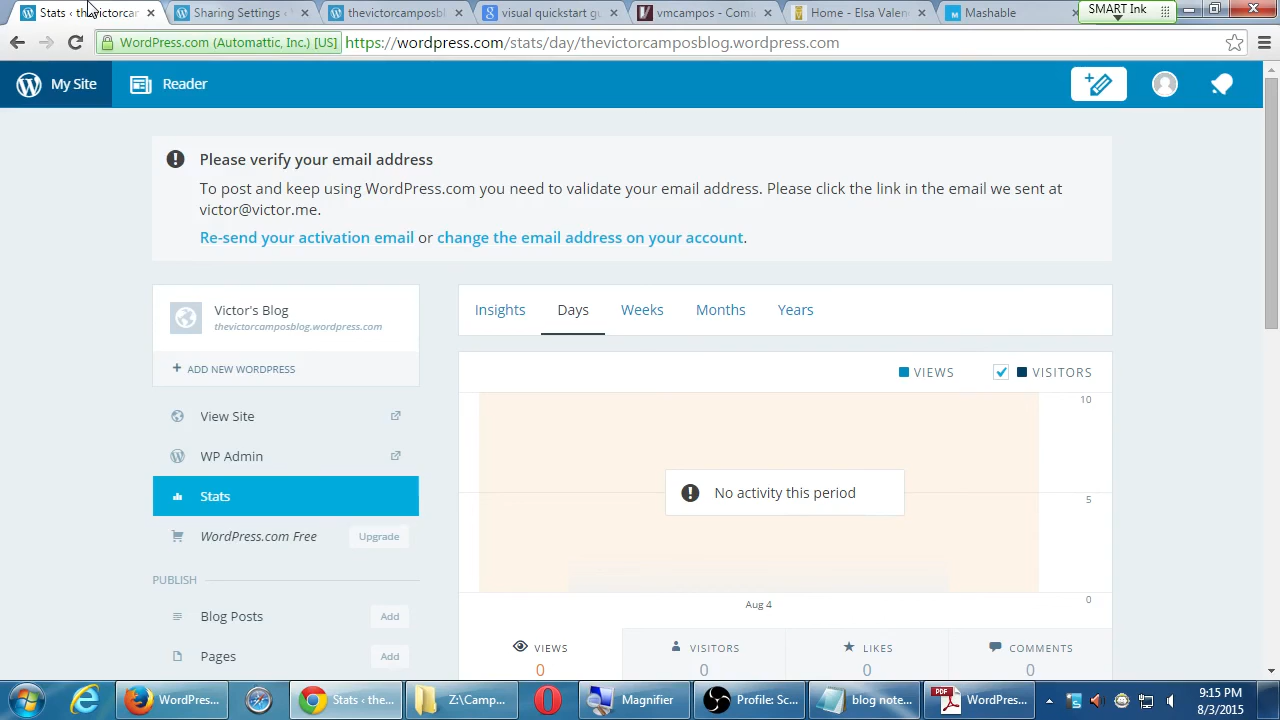 Stats ‹ thevictorcar
Sharing Settings ‹ W
thevictorcamposbl
visual quickstart gu
vmcampos - Comi
Home - Elsa Valen
Mashable
SMART Ink
WordPress.com (Automattic, Inc.) [US]
https://wordpress.com/stats/day/thevictorcamposblog.wordpress.com
My Site
Reader
Please verify your email address
To post and keep using WordPress.com you need to validate your email address. Please click the link in the email we sent at
victor@victor.me.
Re-send your activation email or change the email address on your account.
Victor's Blog
thevictorcamposblog.wordpress.com
+ ADD NEW WORDPRESS
View Site
WP Admin
Stats
WordPress.com Free
Upgrade
PUBLISH
Blog Posts
Add
Pages
Add
Insights
Days
Weeks
Months
Years
VIEWS
VISITORS
10
No activity this period
5
0
Aug 4
VIEWS
0
VISITORS
0
LIKES
0
COMMENTS
0
WordPres...
Stats ‹ the...
Z:\Camp...
Magnifier
Profile: Sc...
blog note...
PDF
WordPres...
9:15 PM
8/3/2015